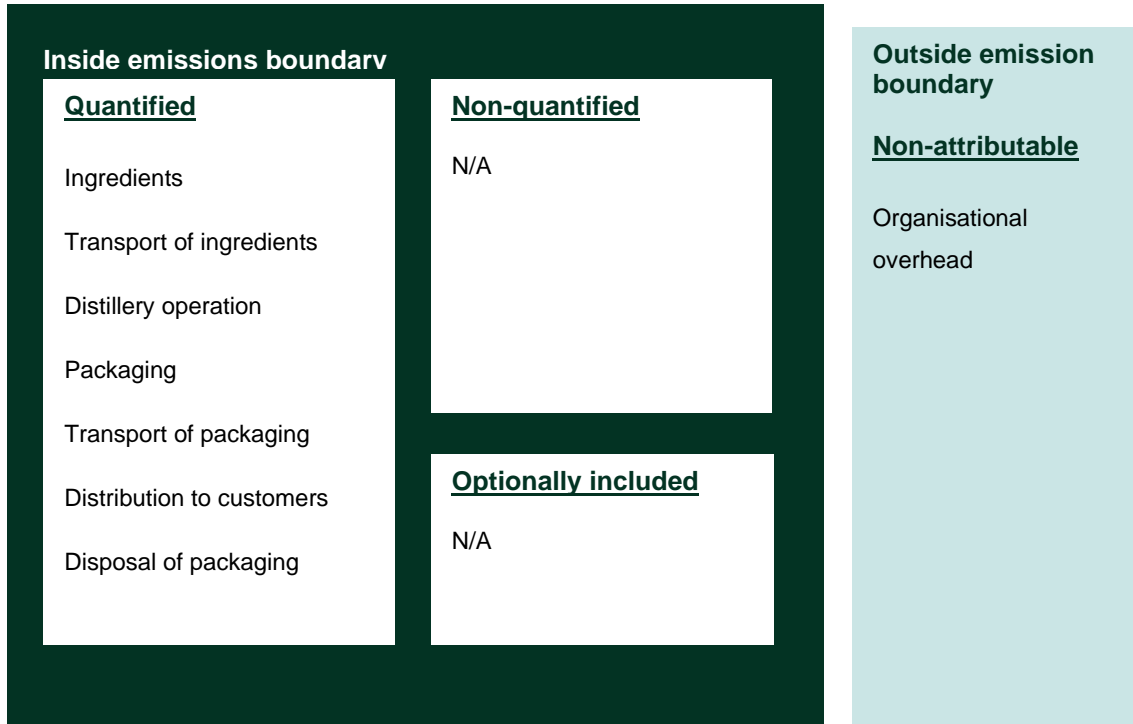 Inside emissions boundary
Quantified
Ingredients
Transport of ingredients
Distillery operation
Packaging
Transport of packaging
Distribution to customers
Disposal of packaging
Non-quantified
N/A
Optionally included
N/A
Outside emission
boundary
Non-attributable
Organisational
overhead